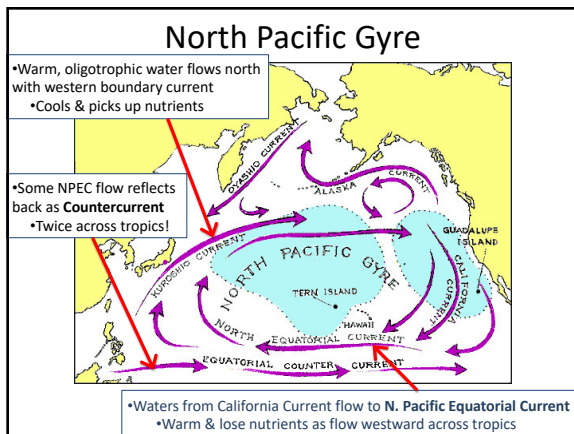 North Pacific Gyre
•Warm, oligotrophic water flows north
with western boundary current
•Cools & picks up nutrients
•Some NPEC flow reflects
back as Countercurrent
•Twice across tropics!
OYASHIO CURRENT
ALASKA CURRENT
KUROSHIO CURRENT
GUADALUPE
ISLAND
CALIFORNIA
CURRENT
NORTH PACIFIC GYRE
TERN ISLAND
HAWAII
NORTH EQUATORIAL CURRENT
EQUATORIAL COUNTER CURRENT
•Waters from California Current flow to N. Pacific Equatorial Current
•Warm & lose nutrients as flow westward across tropics